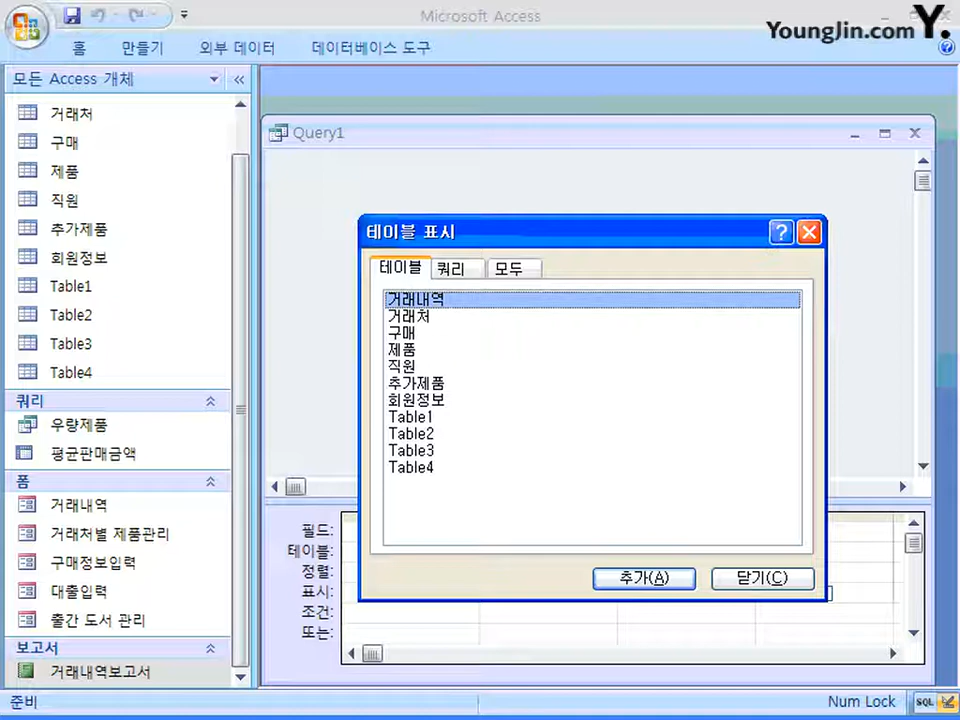 Microsoft Access
YoungJin.com Y.
홈 만들기 외부 데이터 데이터베이스 도구
모든 Access 개체
거래처
구매
제품
직원
추가제품
회원정보
Table1
Table2
Table3
Table4
쿼리
우량제품
평균판매금액
폼
거래내역
거래처별 제품관리
구매정보입력
대출입력
출간 도서 관리
보고서
거래내역보고서
Query1
테이블 표시
테이블 쿼리 모두
거래내역
거래처
구매
제품
직원
추가제품
회원정보
Table1
Table2
Table3
Table4
추가(A) 닫기(C)
필드:
테이블:
정렬:
표시:
조건:
또는:
준비 Num Lock SQL